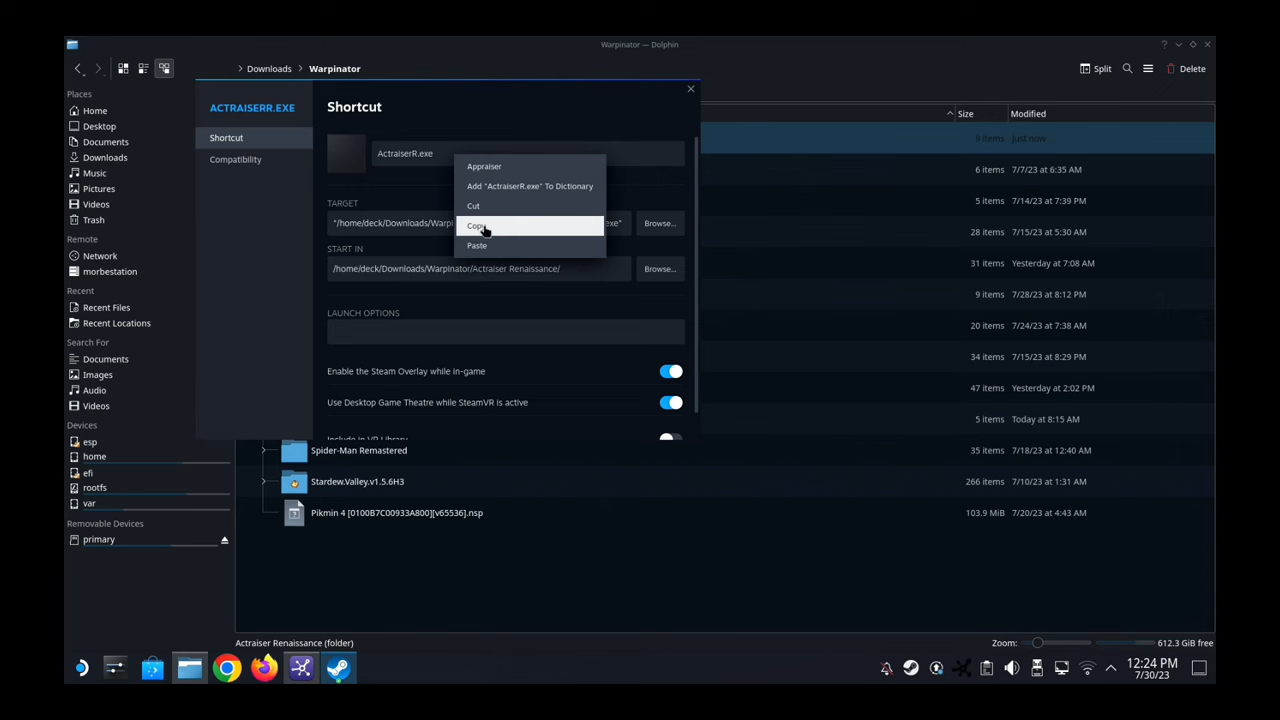 Warpinator — Dolphin
Downloads > Warpinator
Split
Delete
Places
Home
Desktop
Documents
Downloads
Music
Pictures
Videos
Trash
Remote
Network
morbestation
Recent
Recent Files
Recent Locations
Search For
Documents
Images
Audio
Videos
Devices
esp
home
efi
rootfs
var
Removable Devices
primary
ACTRAISERR.EXE
Shortcut
Compatibility
Shortcut
ActraiserR.exe
TARGET
"/home/deck/Downloads/Warpi
exe"
Browse...
START IN
/home/deck/Downloads/Warpinator/Actraiser Renaissance/
Browse...
LAUNCH OPTIONS
Enable the Steam Overlay while in-game
Use Desktop Game Theatre while SteamVR is active
Include in VR Library
Appraiser
Add "ActraiserR.exe" To Dictionary
Cut
Copy
Paste
Size Modified
9 items just now
6 items 7/7/23 at 6:35 AM
5 items 7/14/23 at 7:39 PM
28 items 7/15/23 at 5:30 AM
31 items Yesterday at 7:08 AM
9 items 7/28/23 at 8:12 PM
20 items 7/24/23 at 7:38 AM
34 items 7/15/23 at 8:29 PM
47 items Yesterday at 2:02 PM
5 items Today at 8:15 AM
Spider-Man Remastered 35 items 7/18/23 at 12:40 AM
Stardew.Valley.v1.5.6H3 266 items 7/10/23 at 1:31 AM
Pikmin 4 [0100B7C00933A800][v65536].nsp 103.9 MiB 7/20/23 at 4:43 AM
Actraiser Renaissance (folder)
Zoom:
612.3 GiB free
12:24 PM
7/30/23